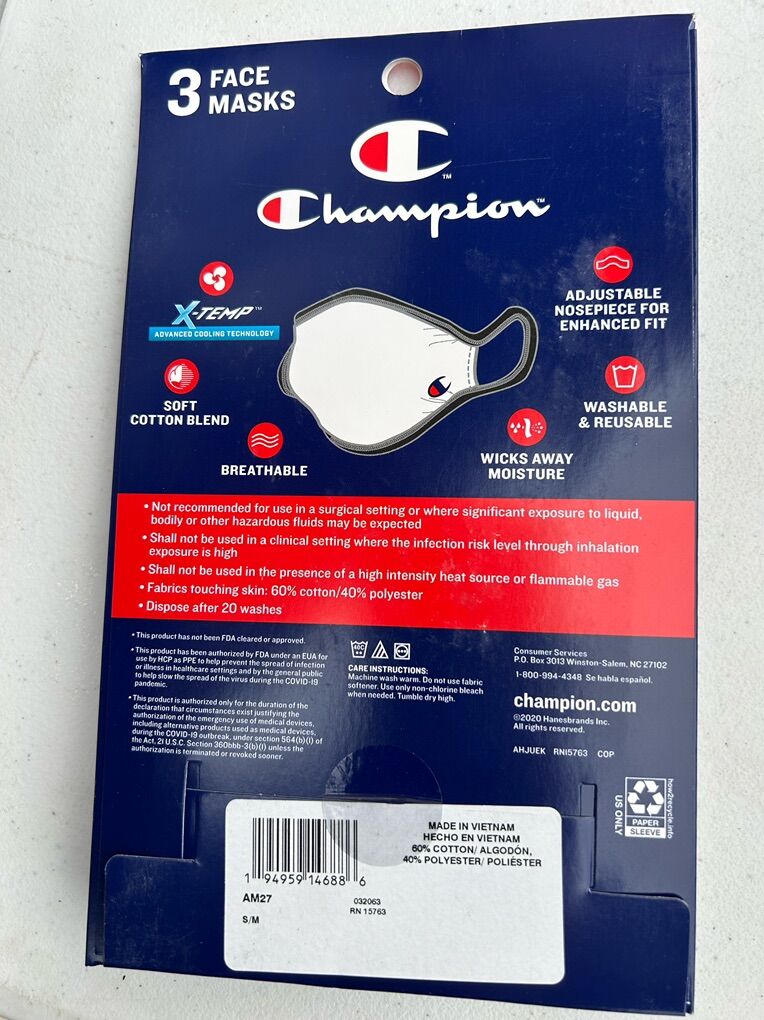 3 FACE
MASKS
Champion™
X-TEMP™
ADVANCED COOLING TECHNOLOGY
ADJUSTABLE
NOSEPIECE FOR
ENHANCED FIT
SOFT
COTTON BLEND
WASHABLE
& REUSABLE
BREATHABLE
WICKS AWAY
MOISTURE
• Not recommended for use in a surgical setting or where significant exposure to liquid,
bodily or other hazardous fluids may be expected
• Shall not be used in a clinical setting where the infection risk level through inhalation
exposure is high
• Shall not be used in the presence of a high intensity heat source or flammable gas
• Fabrics touching skin: 60% cotton/40% polyester
• Dispose after 20 washes
• This product has not been FDA cleared or approved.
• This product has been authorized by FDA under an EUA for
use by HCP as PPE to help prevent the spread of infection
or illness in healthcare settings and by the general public
to help slow the spread of the virus during the COVID-19
pandemic.
• This product is authorized only for the duration of the
declaration that circumstances exist justifying the
authorization of the emergency use of medical devices,
including alternative products used as medical devices,
during the COVID-19 outbreak, under section 564(b)(1) of
the Act. 21 U.S.C. Section 360bbb-3(b)(1) unless the
authorization is terminated or revoked sooner.
40C
CARE INSTRUCTIONS:
Machine wash warm. Do not use fabric
softener. Use only non-chlorine bleach
when needed. Tumble dry high.
Consumer Services
P.O. Box 3013 Winston-Salem, NC 27102
1-800-994-4348 Se habla español.
champion.com
©2020 Hanesbrands Inc.
All rights reserved.
AHJUEK RN15763 COP
US ONLY
PAPER
SLEEVE
how2recycle.info
1 94959 14688 6
AM27
S/M
032063
RN 15763
MADE IN VIETNAM
HECHO EN VIETNAM
60% COTTON/ ALGODÓN,
40% POLYESTER/ POLIÉSTER